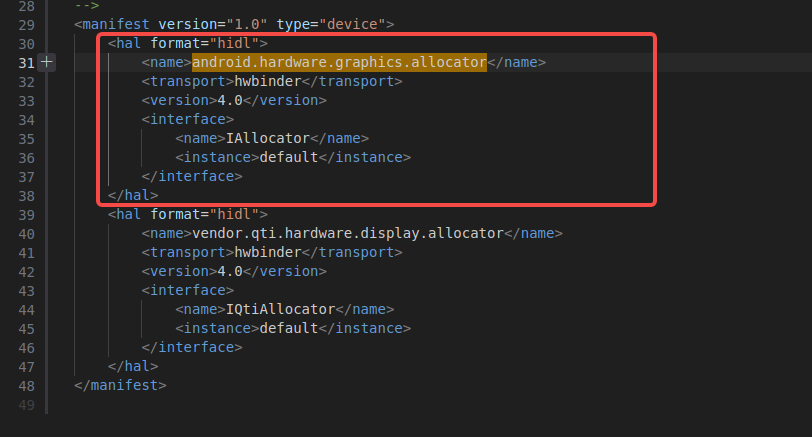 28 -->
29 <manifest version="1.0" type="device">
30     <hal format="hidl">
31         <name>android.hardware.graphics.allocator</name>
32         <transport>hwbinder</transport>
33         <version>4.0</version>
34         <interface>
35             <name>IAllocator</name>
36             <instance>default</instance>
37         </interface>
38     </hal>
39     <hal format="hidl">
40         <name>vendor.qti.hardware.display.allocator</name>
41         <transport>hwbinder</transport>
42         <version>4.0</version>
43         <interface>
44             <name>IQtiAllocator</name>
45             <instance>default</instance>
46         </interface>
47     </hal>
48 </manifest>
49